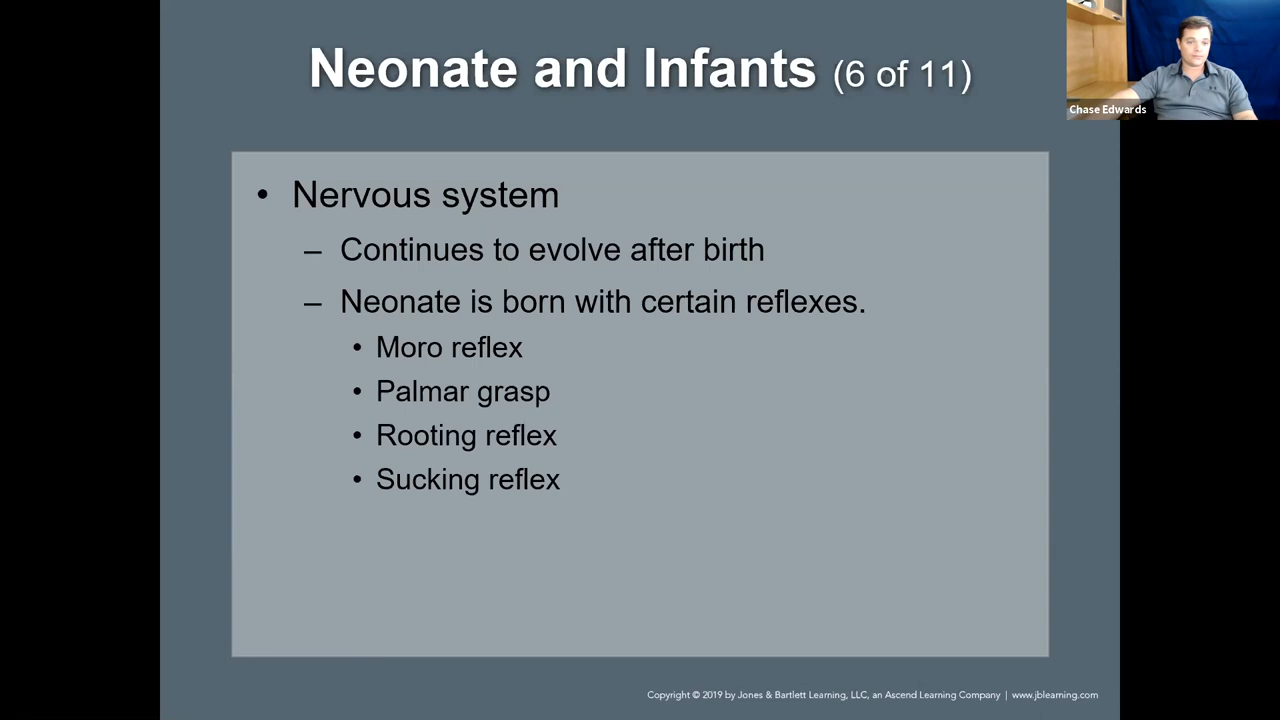 Neonate and Infants (6 of 11)
Chase Edwards
• Nervous system
– Continues to evolve after birth
– Neonate is born with certain reflexes.
• Moro reflex
• Palmar grasp
• Rooting reflex
• Sucking reflex
Copyright © 2019 by Jones & Bartlett Learning, LLC, an Ascend Learning Company | www.jblearning.com